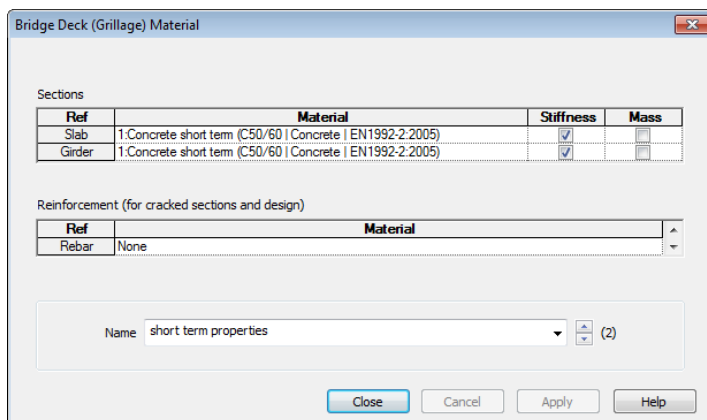 Bridge Deck (Grillage) Material
Sections
Ref Material Stiffness Mass
Slab 1:Concrete short term (C50/60 | Concrete | EN1992-2:2005)
Girder 1:Concrete short term (C50/60 | Concrete | EN1992-2:2005)
Reinforcement (for cracked sections and design)
Ref Material
Rebar None
Name short term properties (2)
Close Cancel Apply Help